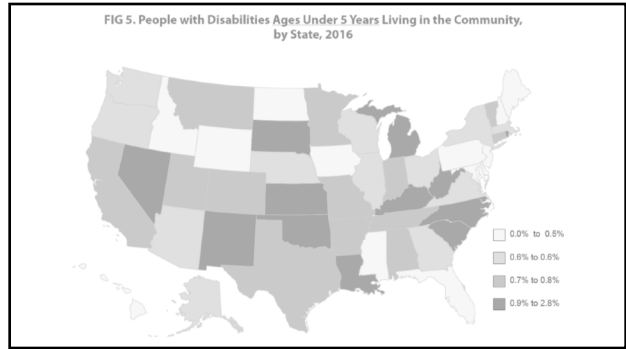 FIG 5. People with Disabilities Ages Under 5 Years Living in the Community,
by State, 2016
0.0% to 0.5%
0.6% to 0.6%
0.7% to 0.8%
0.9% to 2.8%